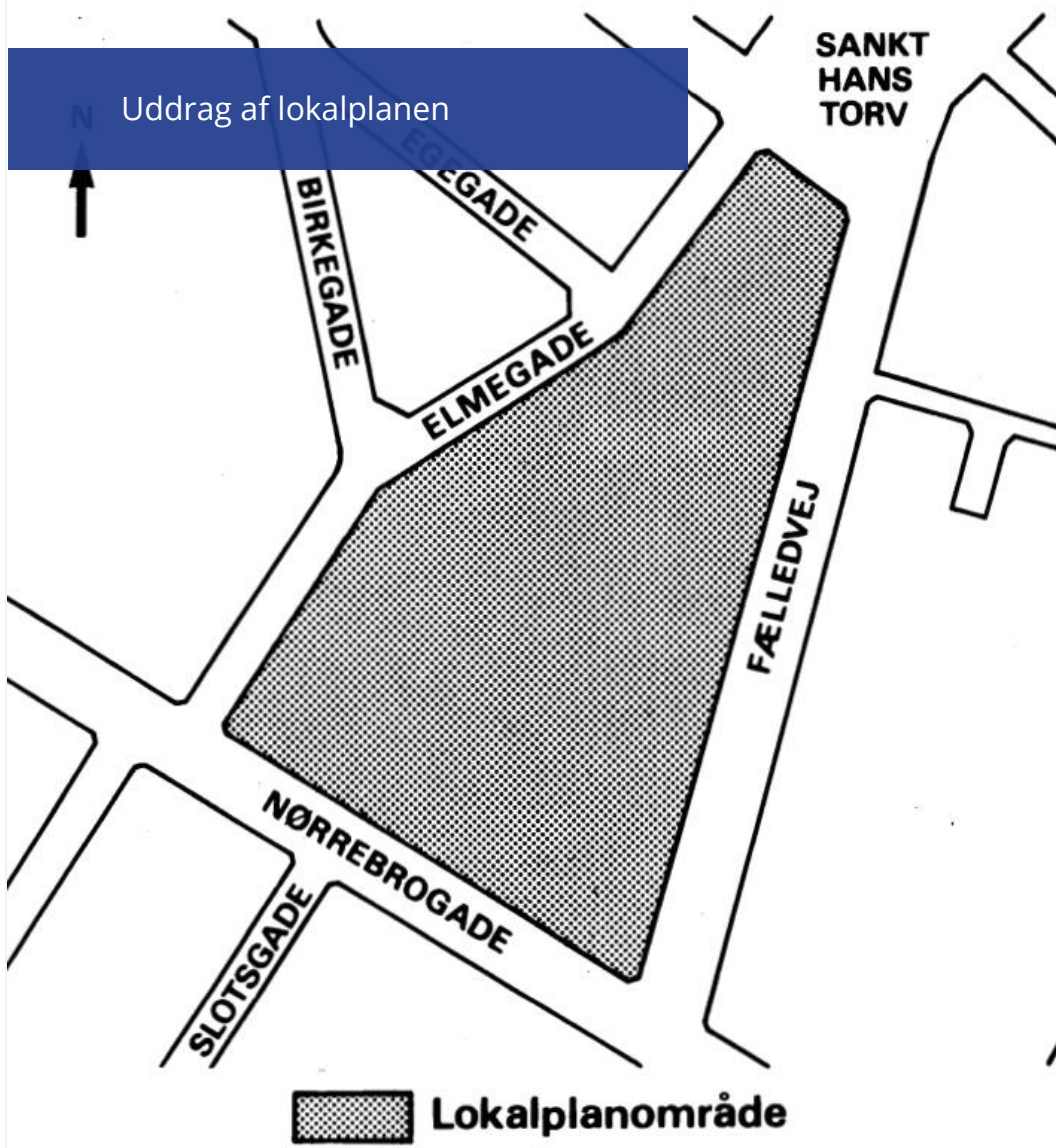 SANKT
HANS
TORV
Uddrag af lokalplanen
N
EGEGADE
BIRKEGADE
ELMEGADE
FÆLLEDVEJ
NØRREBROGADE
SLOTSGADE
Lokalplanområde